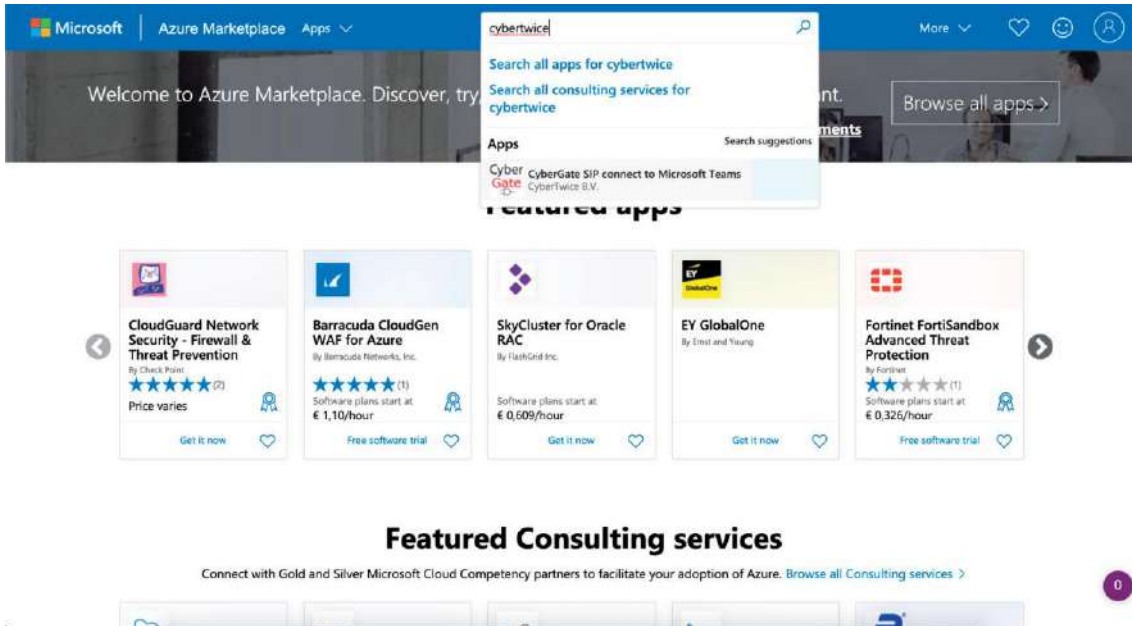 Microsoft Azure Marketplace Apps More
cybertwice
Search all apps for cybertwice
Search all consulting services for
cybertwice
Apps Search suggestions
Cyber Gate CyberGate SIP connect to Microsoft Teams
CyberTwice B.V.
Welcome to Azure Marketplace. Discover, try, nt.
Browse all apps >
ments
Featured apps
CloudGuard Network
Security - Firewall &
Threat Prevention
By Check Point
(2)
Price varies
Get it now
Barracuda CloudGen
WAF for Azure
By Barracuda Networks, Inc.
(1)
Software plans start at
€ 1,10/hour
Free software trial
SkyCluster for Oracle
RAC
By FlashGrid Inc.
Software plans start at
€ 0,609/hour
Get it now
EY
GlobalOne
EY GlobalOne
By Ernst and Young
Get it now
Fortinet FortiSandbox
Advanced Threat
Protection
By Fortinet
(1)
Software plans start at
€ 0,326/hour
Free software trial
Featured Consulting services
Connect with Gold and Silver Microsoft Cloud Competency partners to facilitate your adoption of Azure. Browse all Consulting services >
0